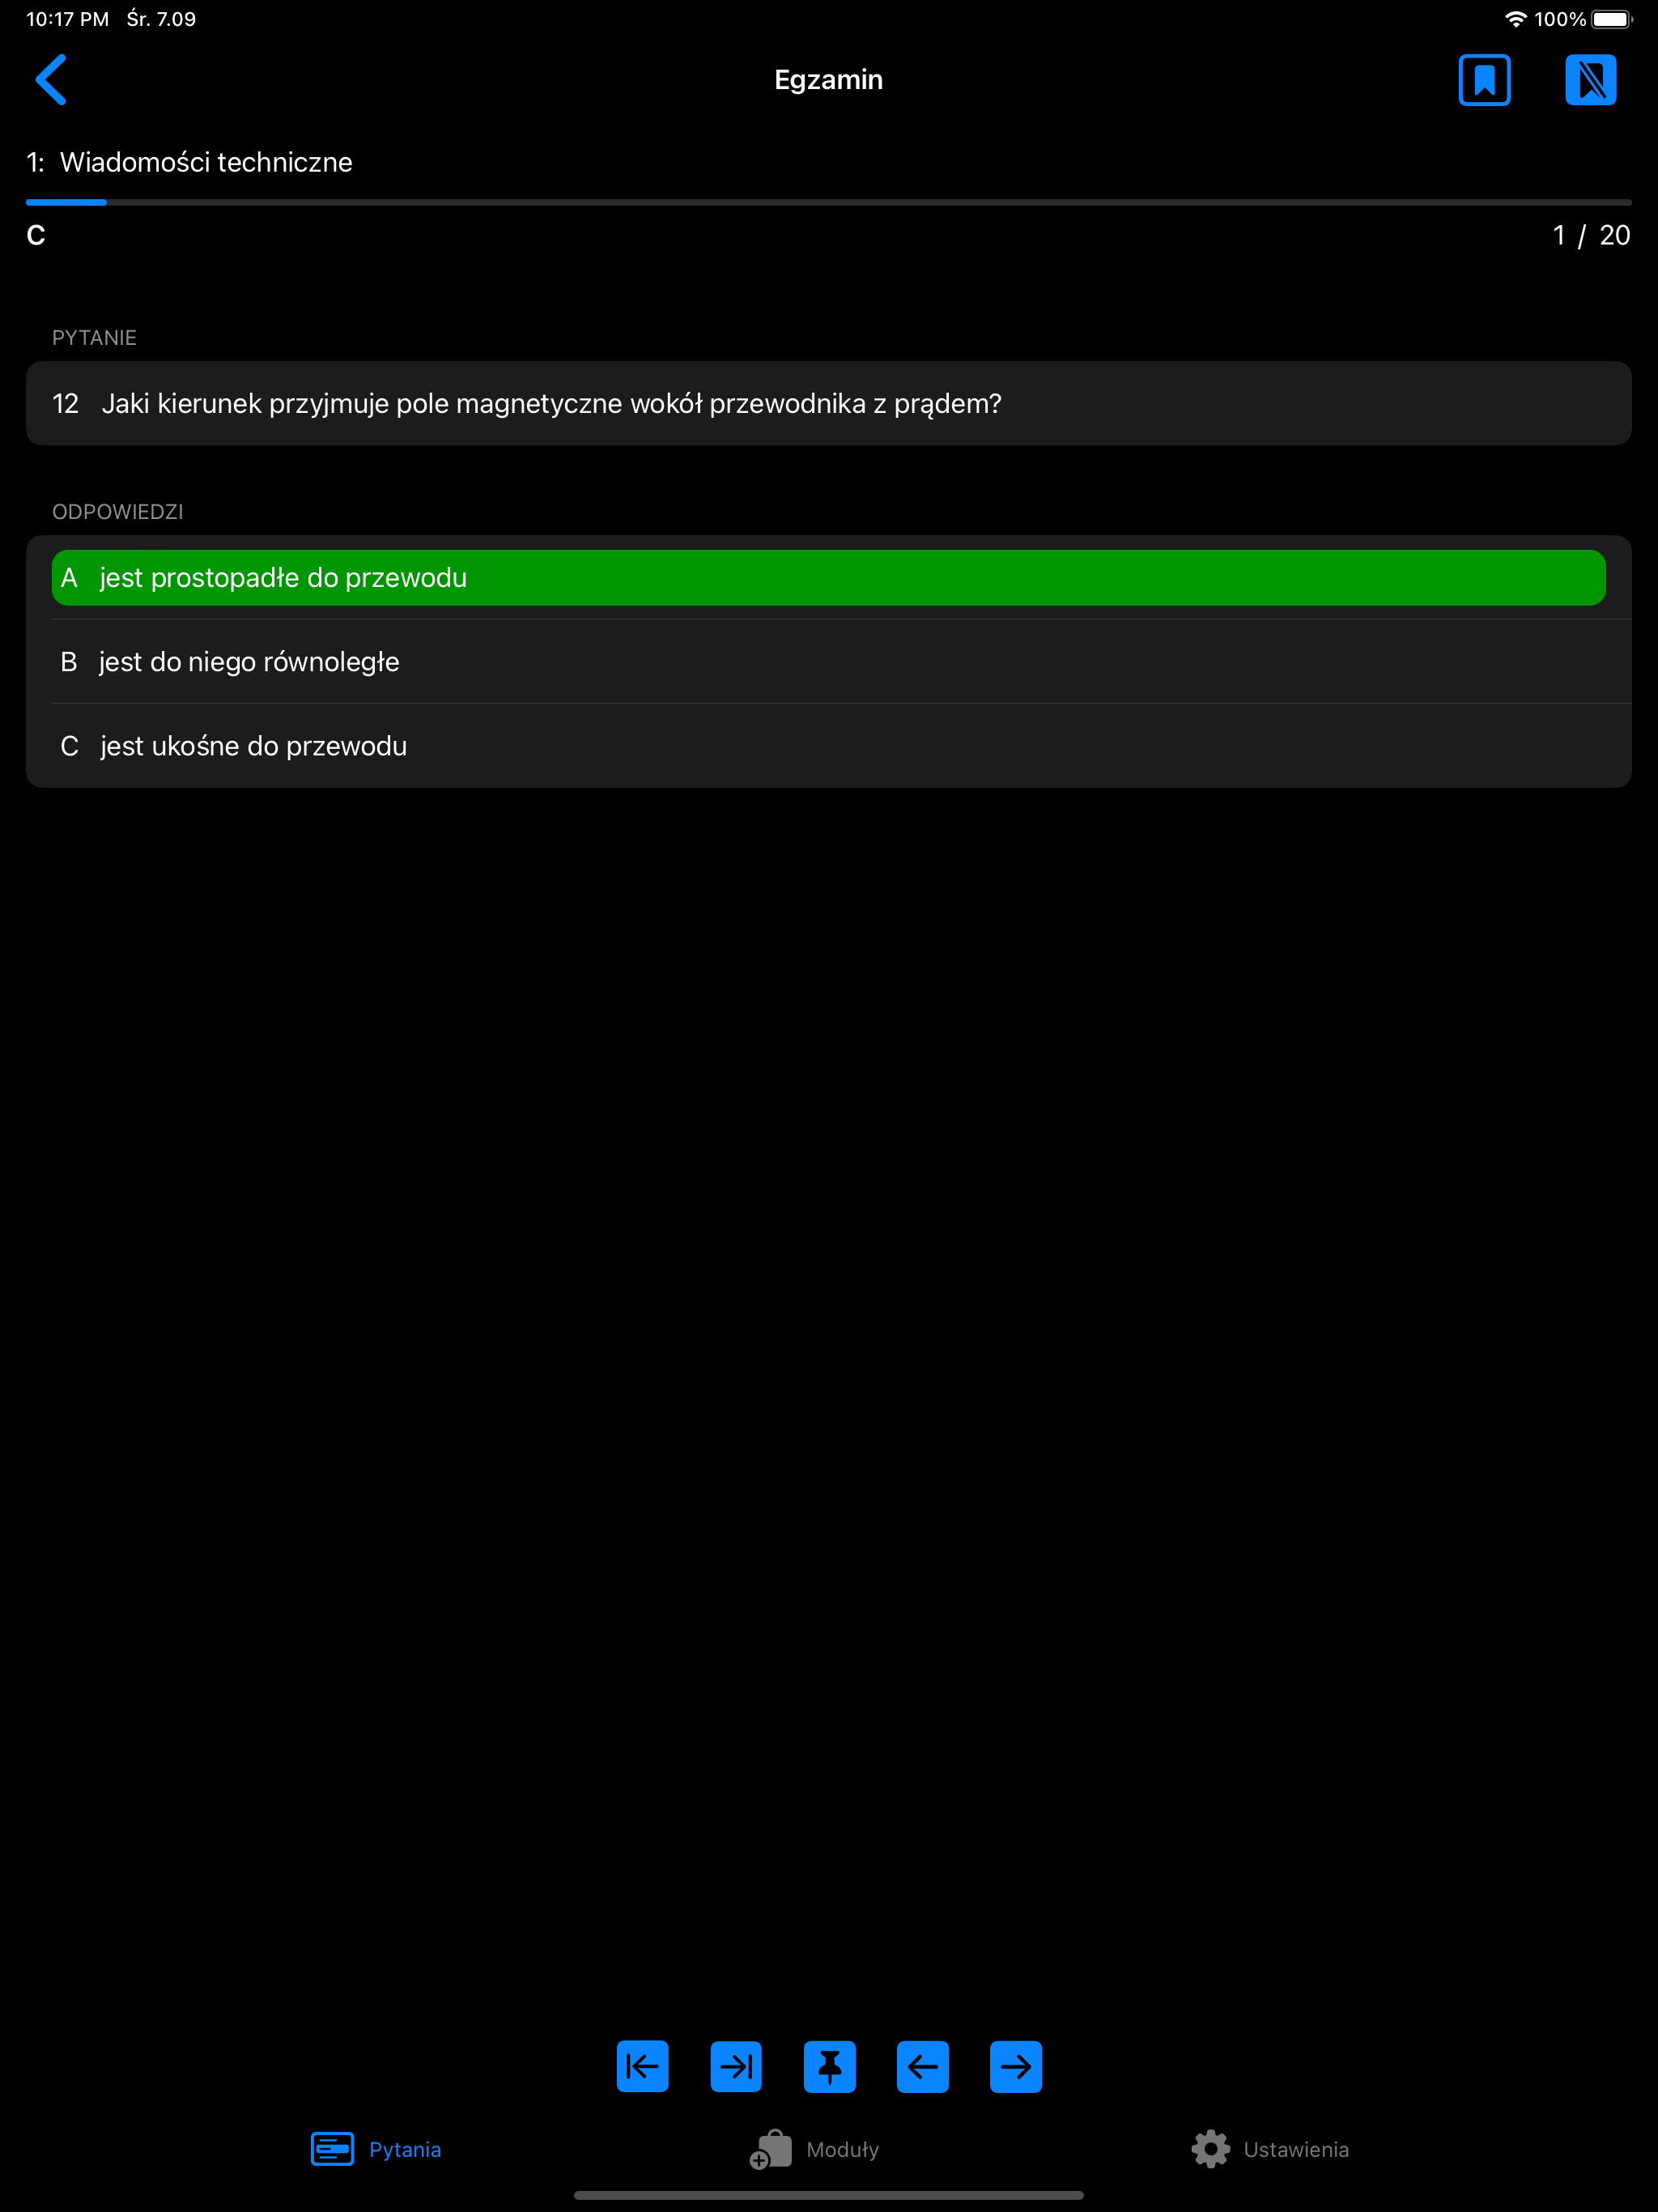 10:17 PM Śr. 7.09 100%
Egzamin
1: Wiadomości techniczne
C 1 / 20
PYTANIE
12 Jaki kierunek przyjmuje pole magnetyczne wokół przewodnika z prądem?
ODPOWIEDZI
A jest prostopadłe do przewodu
B jest do niego równoległe
C jest ukośne do przewodu
Pytania Moduły Ustawienia